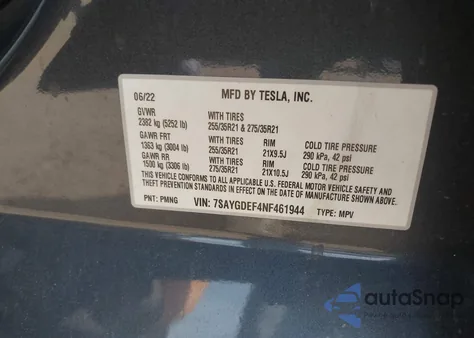 06/22 MFD BY TESLA, INC.
GVWR
2382 kg (5252 lb) WITH TIRES 255/35R21 & 275/35R21
GAWR FRT WITH TIRES RIM COLD TIRE PRESSURE
1363 kg (3004 lb) 255/35R21 21X9.5J 290 kPa, 42 psi
GAWR RR WITH TIRES RIM COLD TIRE PRESSURE
1500 kg (3306 lb) 275/35R21 21X10.5J 290 kPa, 42 psi
THIS VEHICLE CONFORMS TO ALL APPLICABLE U.S. FEDERAL MOTOR VEHICLE SAFETY AND
THEFT PREVENTION STANDARDS IN EFFECT ON THE DATE OF MANUFACTURE SHOWN ABOVE.
PNT: PMNG VIN: 7SAYGDEF4NF461944 TYPE: MPV
autoSnap